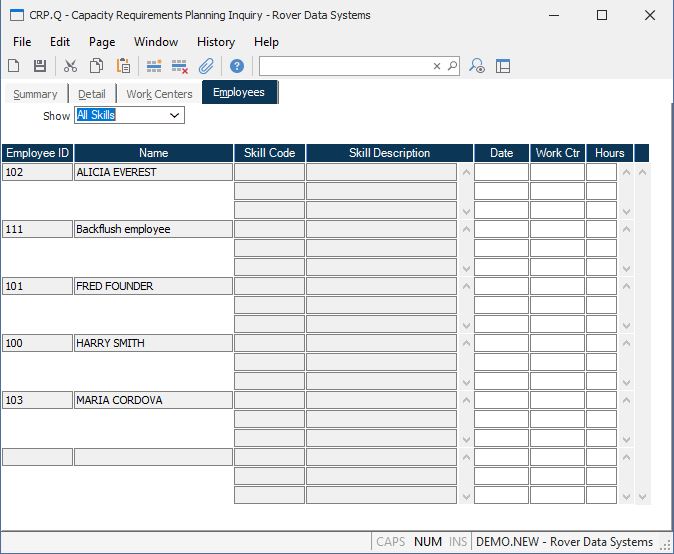 CRP.Q - Capacity Requirements Planning Inquiry - Rover Data Systems
File Edit Page Window History Help
Summary Detail Work Centers Employees
Show All Skills
Employee ID Name Skill Code Skill Description Date Work Ctr Hours
102 ALICIA EVEREST
111 Backflush employee
101 FRED FOUNDER
100 HARRY SMITH
103 MARIA CORDOVA
CAPS NUM INS DEMO.NEW - Rover Data Systems